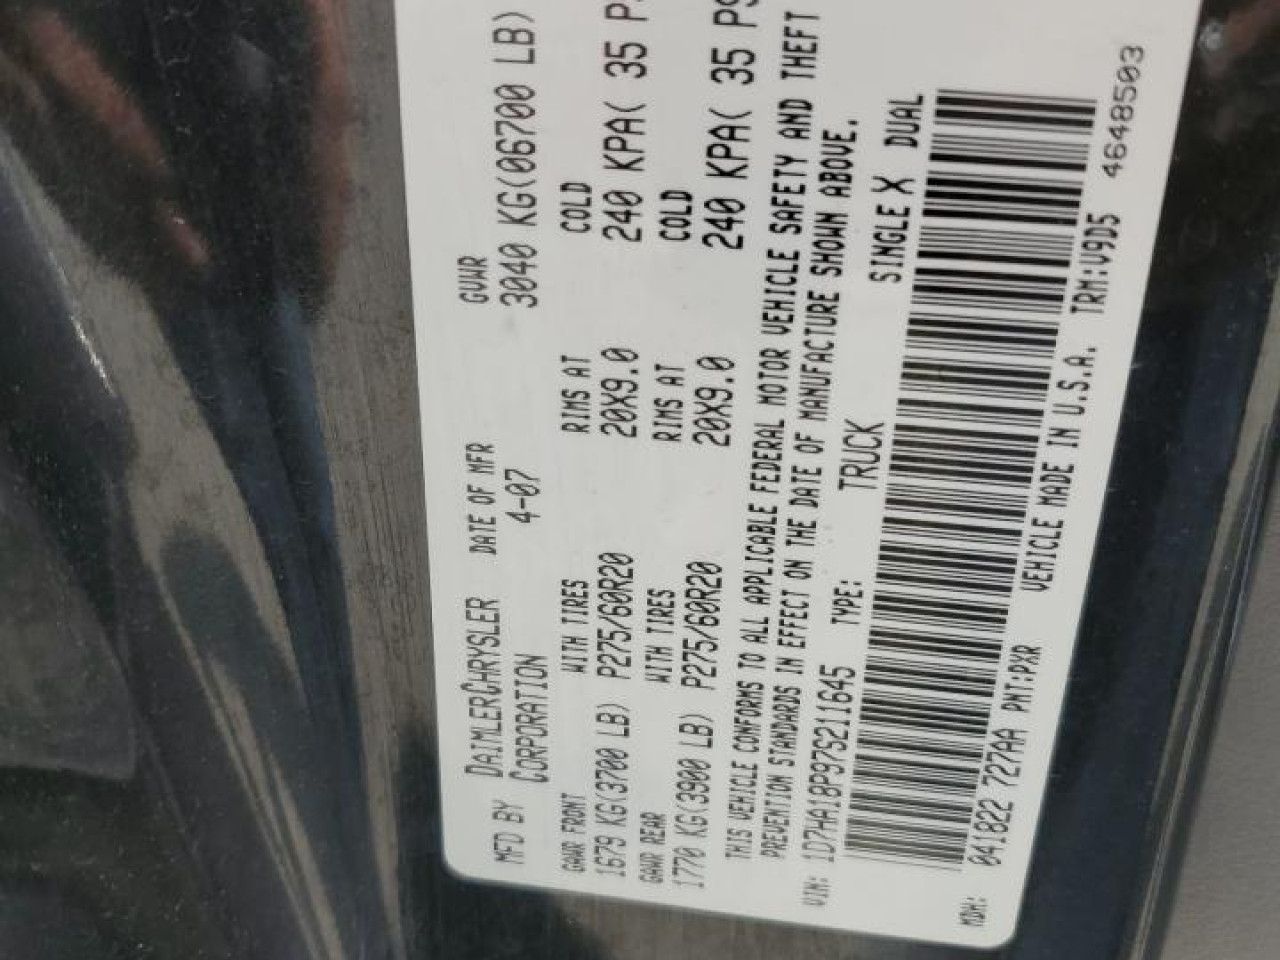 MFD BY DAIMLERCHRYSLER CORPORATION
DATE OF MFR 4-07
GVWR 3040 KG(06700 LB)
GAWR FRONT WITH TIRES RIMS AT COLD
1679 KG(3700 LB) P275/60R20 20X9.0 240 KPA( 35
GAWR REAR WITH TIRES RIMS AT COLD
1770 KG(3900 LB) P275/60R20 20X9.0 240 KPA( 35
THIS VEHICLE CONFORMS TO ALL APPLICABLE FEDERAL MOTOR VEHICLE SAFETY AND THEFT
PREVENTION STANDARDS IN EFFECT ON THE DATE OF MANUFACTURE SHOWN ABOVE.
VIN: 1D7HA18P97S211645 TYPE: TRUCK SINGLE X DUAL
MDH: 041822 727AA PNT:PXR VEHICLE MADE IN U.S.A. TRM:V9D5
4648503